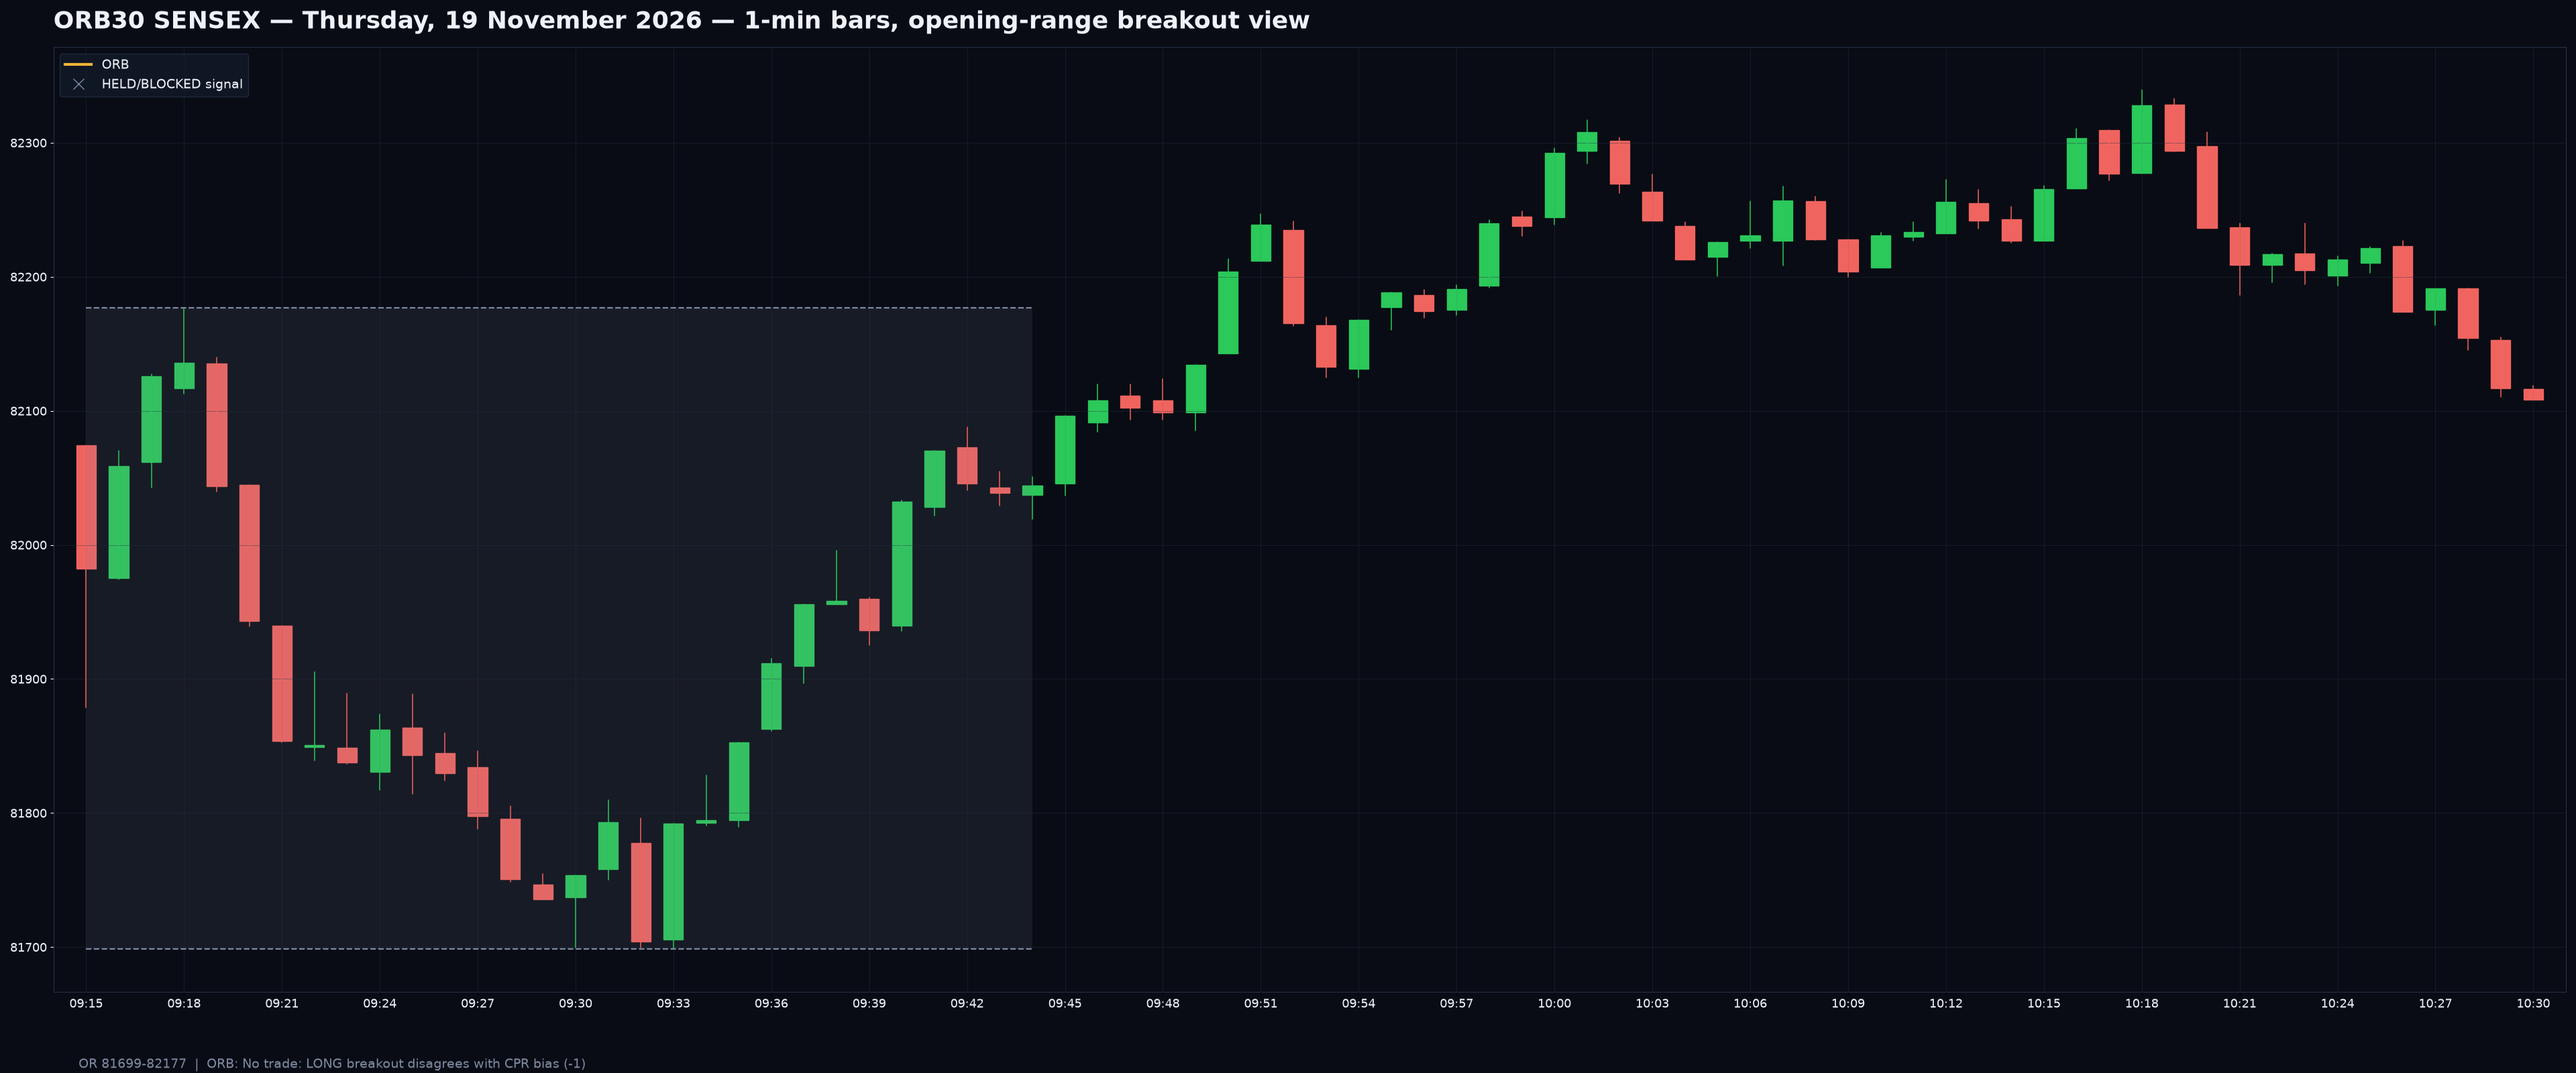 ORB30 SENSEX — Thursday, 19 November 2026 — 1-min bars, opening-range breakout view
ORB
HELD/BLOCKED signal
82300
82200
82100
82000
81900
81800
81700
09:15 09:18 09:21 09:24 09:27 09:30 09:33 09:36 09:39 09:42 09:45 09:48 09:51 09:54 09:57 10:00 10:03 10:06 10:09 10:12 10:15 10:18 10:21 10:24 10:27 10:30
OR 81699-82177 | ORB: No trade: LONG breakout disagrees with CPR bias (-1)